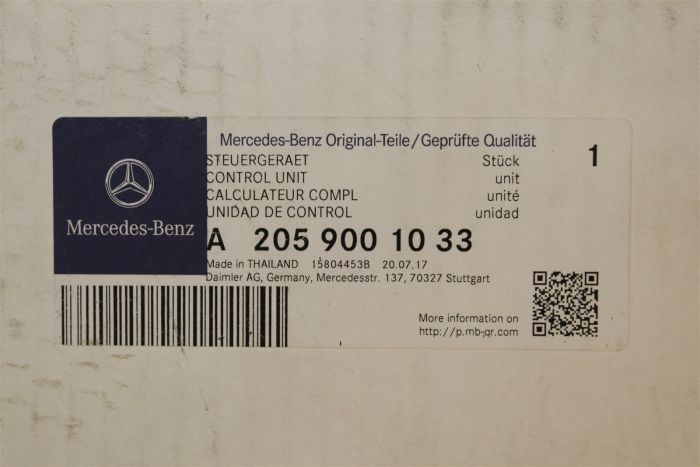 Mercedes-Benz
Mercedes-Benz Original-Teile/Geprüfte Qualität
STEUERGERAET Stück 1
CONTROL UNIT unit
CALCULATEUR COMPL unité
UNIDAD DE CONTROL unidad
A 205 900 10 33
Made in THAILAND 15804453B 20.07.17
Daimler AG, Germany, Mercedesstr. 137, 70327 Stuttgart
More information on
http://p.mb-qr.com